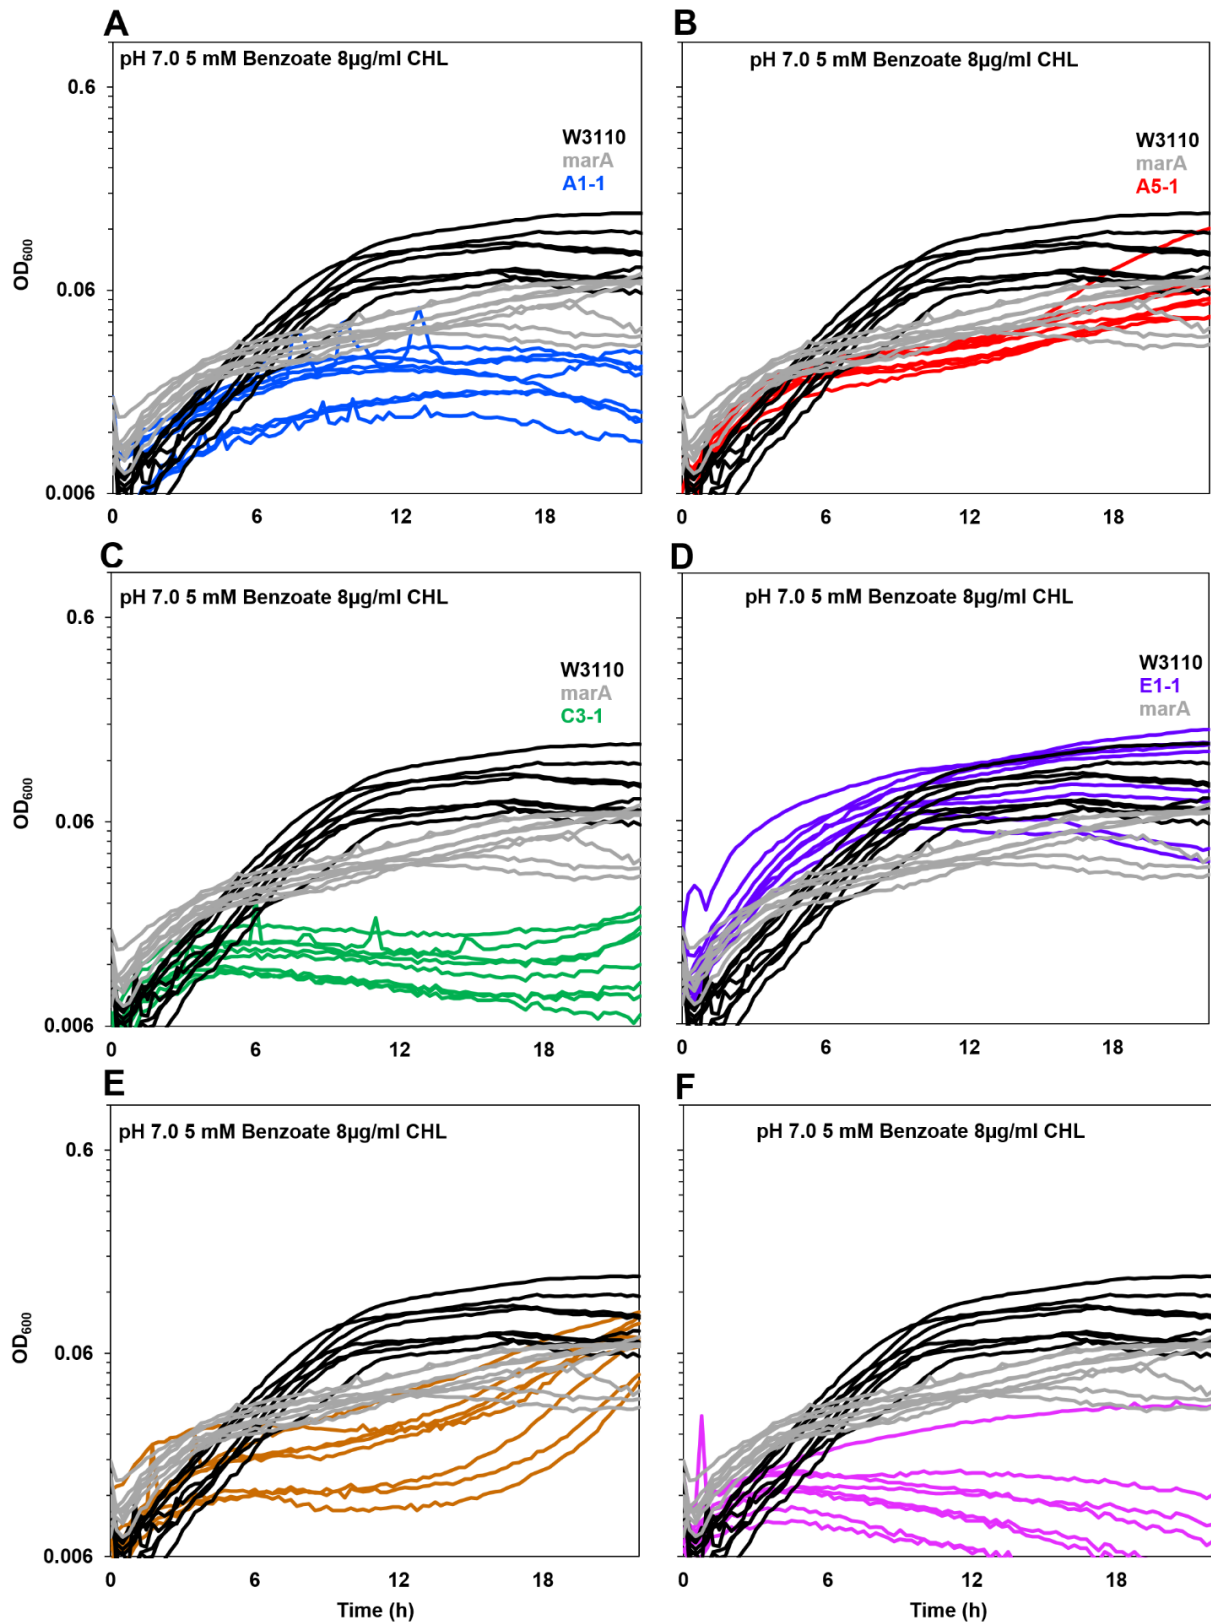 A
pH 7.0 5 mM Benzoate 8µg/ml CHL
0.6
W3110
marA
A1-1
OD600
0.06
0.006
0 6 12 18
B
pH 7.0 5 mM Benzoate 8µg/ml CHL
W3110
marA
A5-1
0 6 12 18
C
pH 7.0 5 mM Benzoate 8µg/ml CHL
0.6
W3110
marA
C3-1
OD600
0.06
0.006
0 6 12 18
D
pH 7.0 5 mM Benzoate 8µg/ml CHL
W3110
E1-1
marA
0 6 12 18
E
pH 7.0 5 mM Benzoate 8µg/ml CHL
0.6
OD600
0.06
0.006
0 6 12 18
Time (h)
F
pH 7.0 5 mM Benzoate 8µg/ml CHL
0 6 12 18
Time (h)